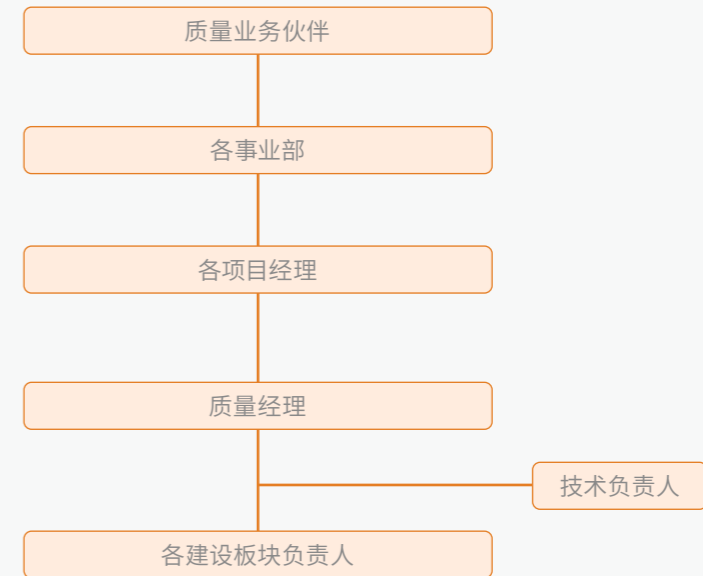 质量业务伙伴
各事业部
各项目经理
质量经理
技术负责人
各建设板块负责人